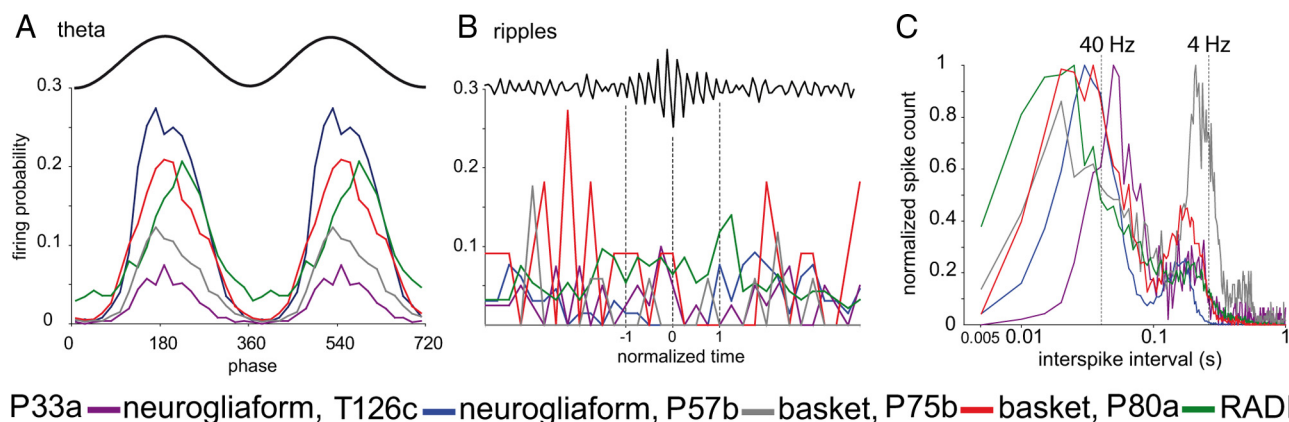 A theta
0.3
0.2
0.1
0
firing probability
0 180 360 540 720
phase
B ripples
0.3
0.2
0.1
-1 0 1
normalized time
C
40 Hz 4 Hz
1
0.8
0.6
0.4
0.2
0
normalized spike count
0.005 0.01 0.1 1
interspike interval (s)
P33a neurogliaform, T126c neurogliaform, P57b basket, P75b basket, P80a